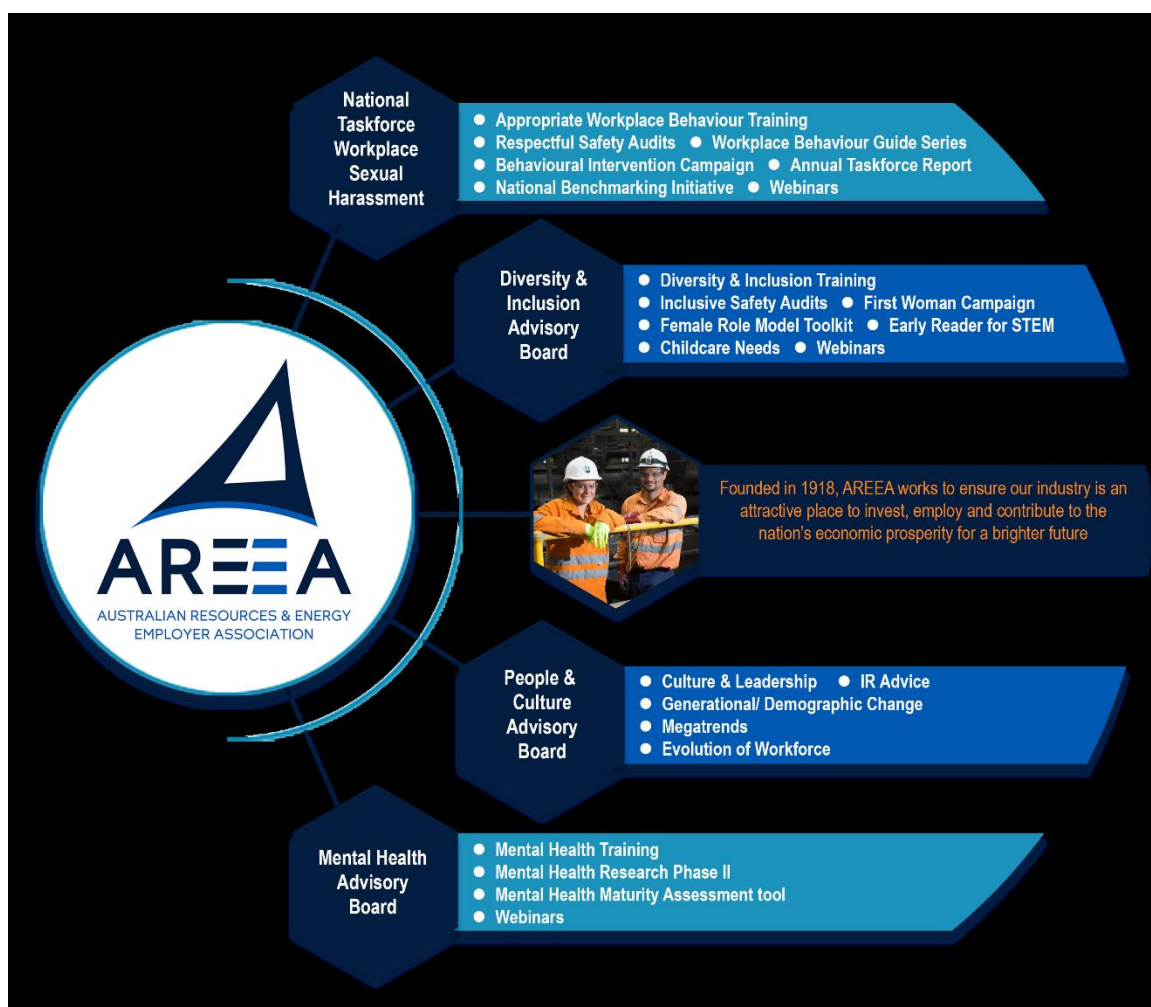 National
Taskforce
Workplace
Sexual
Harassment
● Appropriate Workplace Behaviour Training
● Respectful Safety Audits ● Workplace Behaviour Guide Series
● Behavioural Intervention Campaign ● Annual Taskforce Report
● National Benchmarking Initiative ● Webinars
Diversity &
Inclusion
Advisory
Board
● Diversity & Inclusion Training
● Inclusive Safety Audits ● First Woman Campaign
● Female Role Model Toolkit ● Early Reader for STEM
● Childcare Needs ● Webinars
AREEA
AUSTRALIAN RESOURCES & ENERGY
EMPLOYER ASSOCIATION
Founded in 1918, AREEA works to ensure our industry is an
attractive place to invest, employ and contribute to the
nation's economic prosperity for a brighter future
People &
Culture
Advisory
Board
● Culture & Leadership ● IR Advice
● Generational/ Demographic Change
● Megatrends
● Evolution of Workforce
Mental Health
Advisory
Board
● Mental Health Training
● Mental Health Research Phase II
● Mental Health Maturity Assessment tool
● Webinars